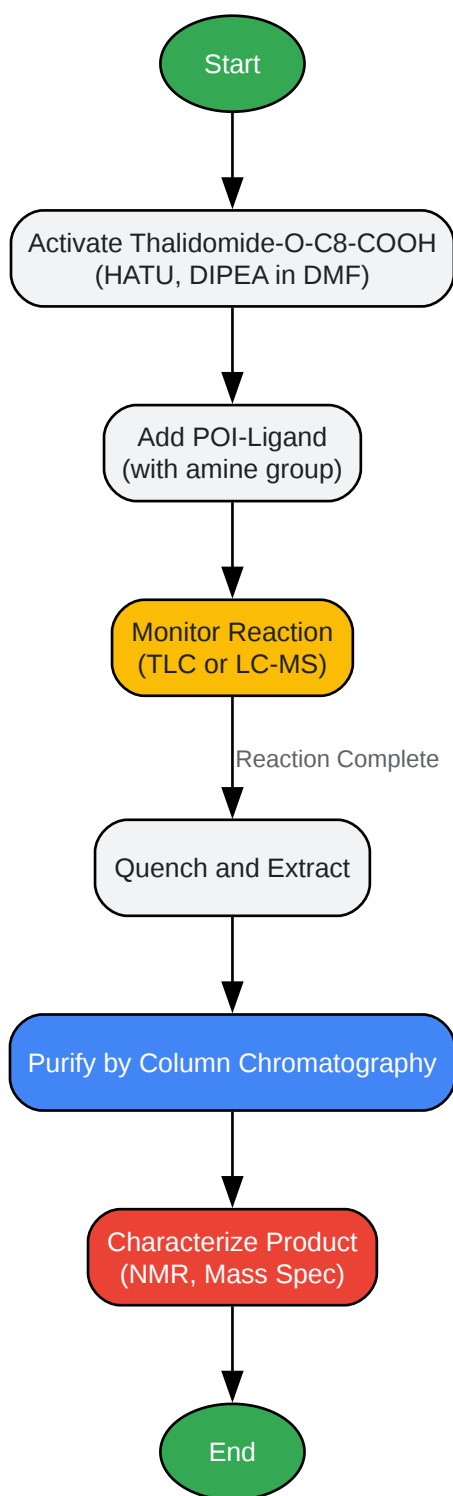 Start
Activate Thalidomide-O-C8-COOH
(HATU, DIPEA in DMF)
Add POI-Ligand
(with amine group)
Monitor Reaction
(TLC or LC-MS)
Reaction Complete
Quench and Extract
Purify by Column Chromatography
Characterize Product
(NMR, Mass Spec)
End